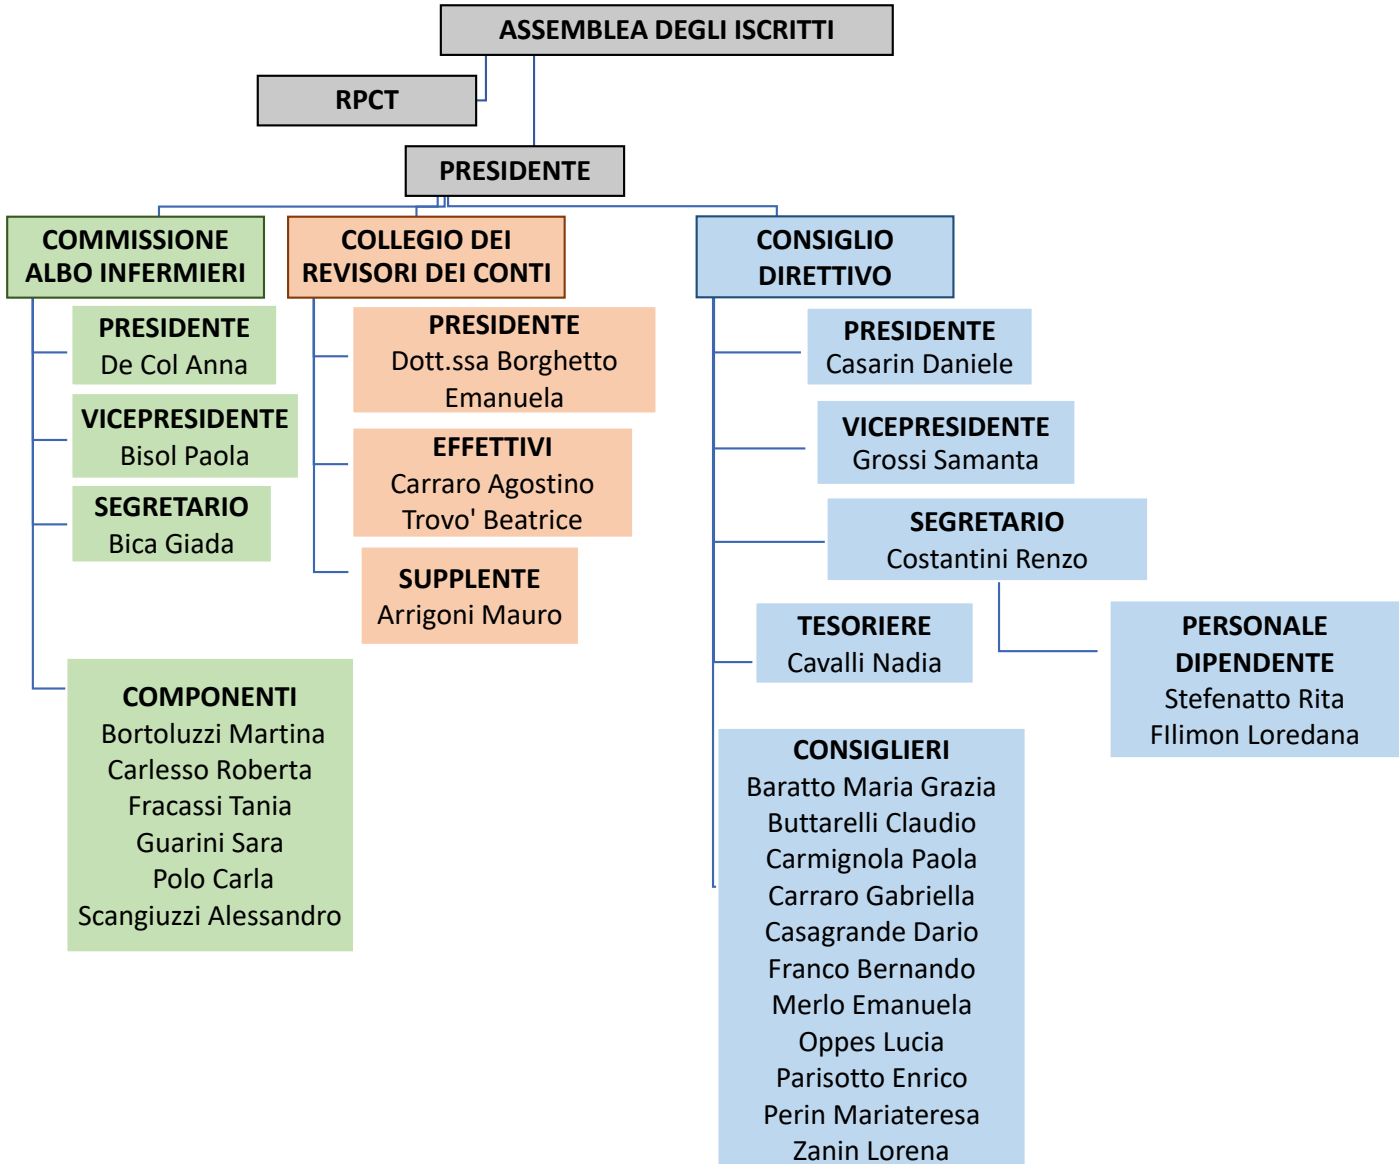 ASSEMBLEA DEGLI ISCRITTI
RPCT
PRESIDENTE
COMMISSIONE
ALBO INFERMIERI
PRESIDENTE
De Col Anna
VICEPRESIDENTE
Bisol Paola
SEGRETARIO
Bica Giada
COMPONENTI
Bortoluzzi Martina
Carlesso Roberta
Fracassi Tania
Guarini Sara
Polo Carla
Scangiuzzi Alessandro
COLLEGIO DEI
REVISORI DEI CONTI
PRESIDENTE
Dott.ssa Borghetto
Emanuela
EFFETTIVI
Carraro Agostino
Trovo' Beatrice
SUPPLENTE
Arrigoni Mauro
CONSIGLIO
DIRETTIVO
PRESIDENTE
Casarin Daniele
VICEPRESIDENTE
Grossi Samanta
SEGRETARIO
Costantini Renzo
PERSONALE
DIPENDENTE
Stefenatto Rita
FIlimon Loredana
TESORIERE
Cavalli Nadia
CONSIGLIERI
Baratto Maria Grazia
Buttarelli Claudio
Carmignola Paola
Carraro Gabriella
Casagrande Dario
Franco Bernando
Merlo Emanuela
Oppes Lucia
Parisotto Enrico
Perin Mariateresa
Zanin Lorena